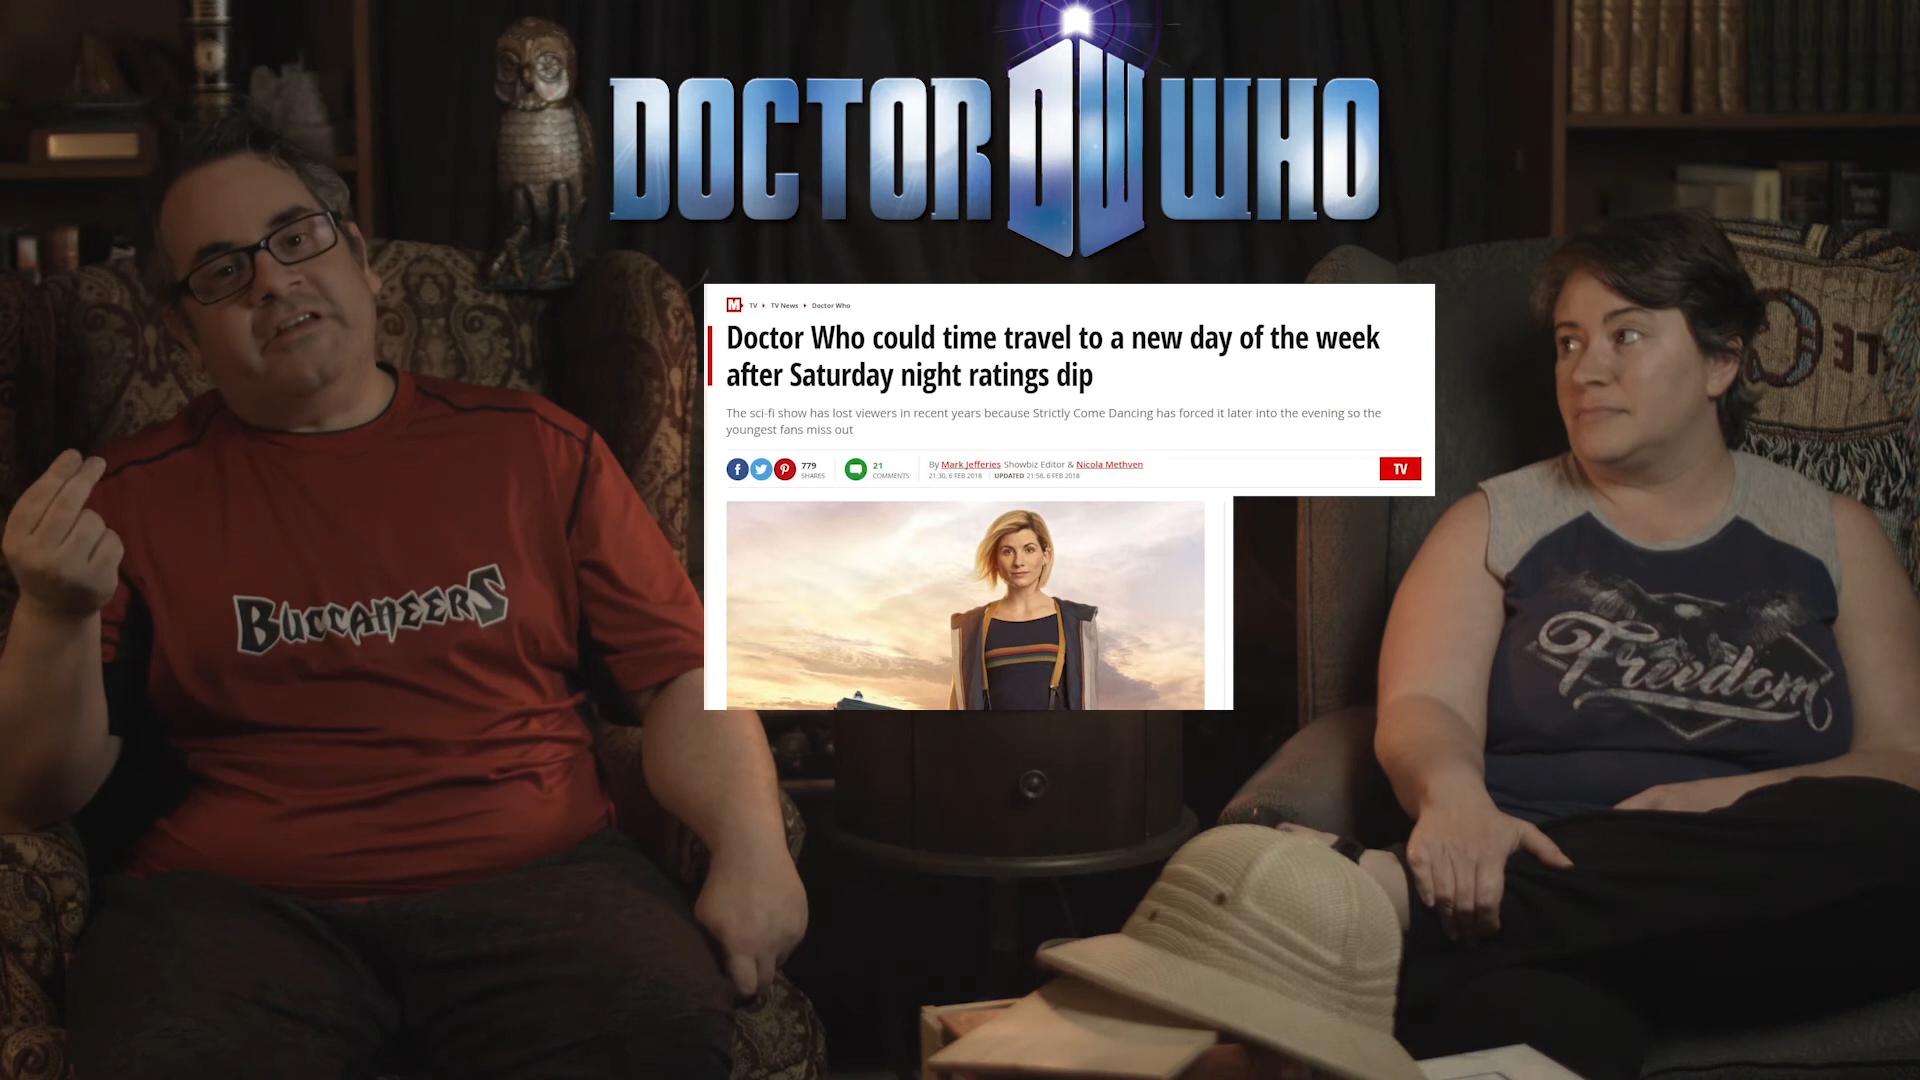 DOCTOR DW WHO
M TV TV News Doctor Who
Doctor Who could time travel to a new day of the week
after Saturday night ratings dip
The sci-fi show has lost viewers in recent years because Strictly Come Dancing has forced it later into the evening so the
youngest fans miss out
779
SHARES
21
COMMENTS
By Mark Jefferies Showbiz Editor & Nicola Methven
21:30, 6 FEB 2018 UPDATED 21:58, 6 FEB 2018
TV
BUCCANEERS
Freedom